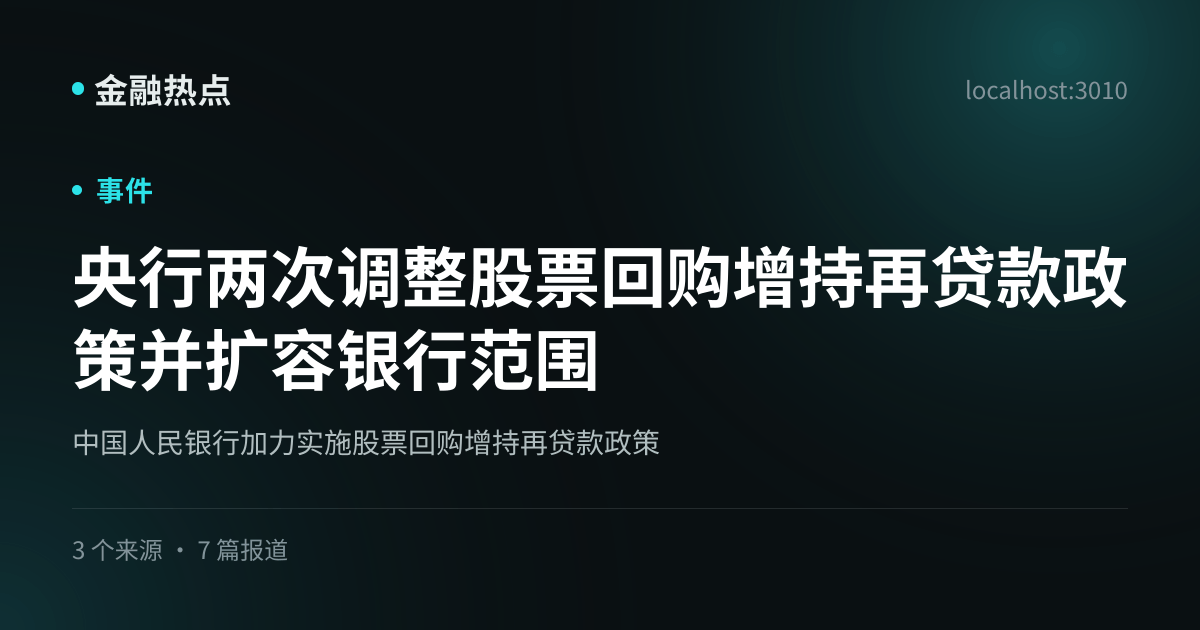 金融热点
localhost:3010
事件
央行两次调整股票回购增持再贷款政
策并扩容银行范围
中国人民银行加力实施股票回购增持再贷款政策
3 个来源 · 7 篇报道